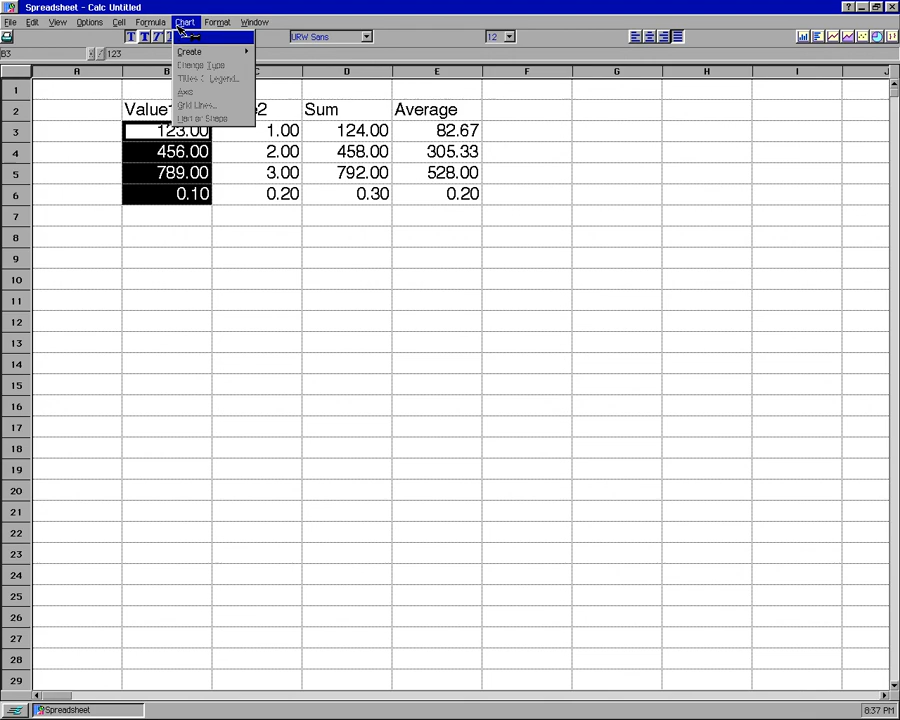 Spreadsheet - Calc Untitled
File Edit View Options Cell Formula Chart Format Window
URW Sans 12
B3 123
Create
Change Type
Titles & Legend...
Axis
Grid Lines...
A B C D E F G H I J
1
2 Value 2 Sum Average
3 123.00 1.00 124.00 82.67
4 456.00 2.00 458.00 305.33
5 789.00 3.00 792.00 528.00
6 0.10 0.20 0.30 0.20
7
8
9
10
11
12
13
14
15
16
17
18
19
20
21
22
23
24
25
26
27
28
29
Spreadsheet 8:37 PM